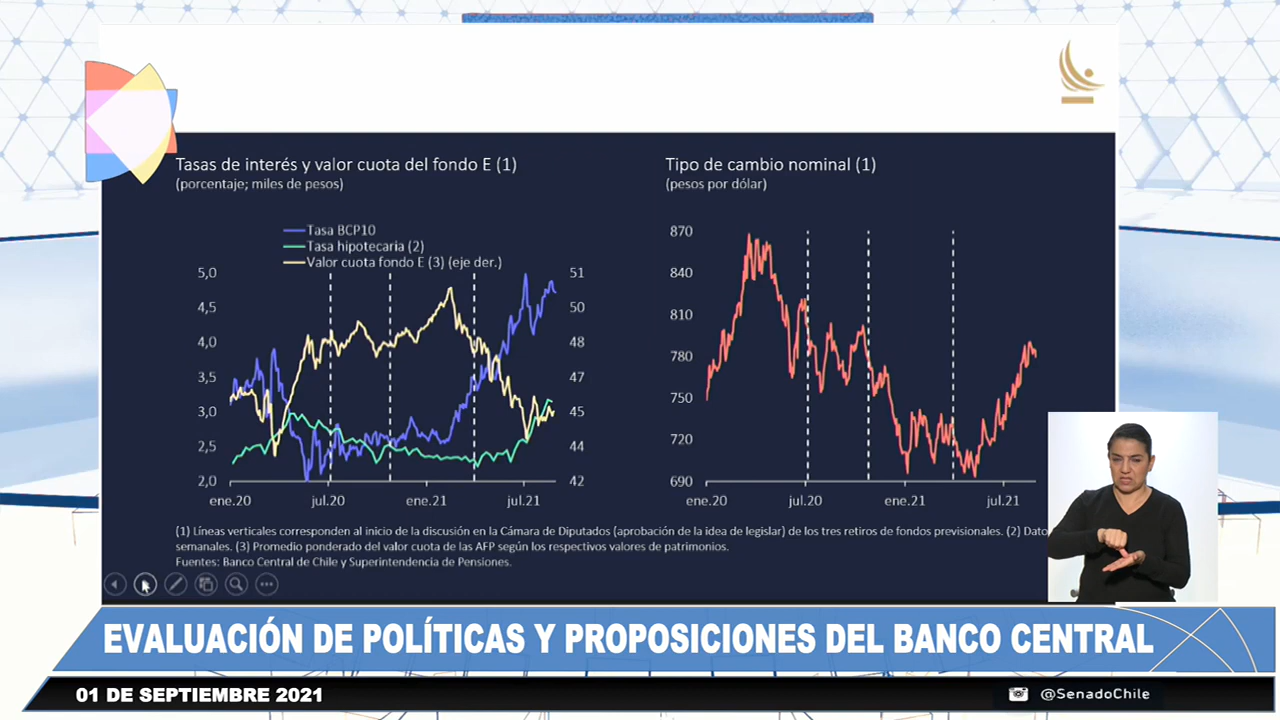 Tasas de interés y valor cuota del fondo E (1)
(porcentaje; miles de pesos)
Tasa BCP10
Tasa hipotecaria (2)
Valor cuota fondo E (3) (eje der.)
5,0
4,5
4,0
3,5
3,0
2,5
2,0
51
50
48
47
45
44
42
ene.20 jul.20 ene.21 jul.21
Tipo de cambio nominal (1)
(pesos por dólar)
870
840
810
780
750
720
690
ene.20 jul.20 ene.21 jul.21
(1) Líneas verticales corresponden al inicio de la discusión en la Cámara de Diputados (aprobación de la idea de legislar) de los tres retiros de fondos previsionales. (2) Dato
semanales. (3) Promedio ponderado del valor cuota de las AFP según los respectivos valores de patrimonios.
Fuentes: Banco Central de Chile y Superintendencia de Pensiones.
EVALUACIÓN DE POLÍTICAS Y PROPOSICIONES DEL BANCO CENTRAL
01 DE SEPTIEMBRE 2021
@SenadoChile